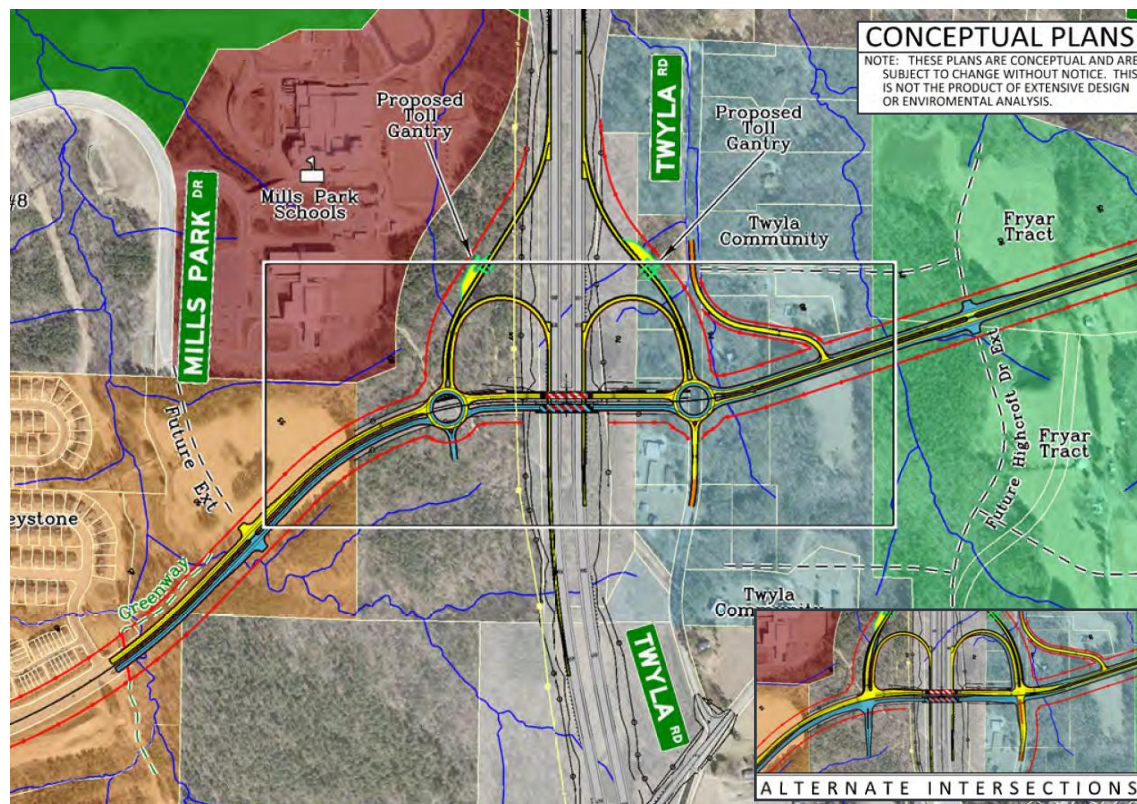 CONCEPTUAL PLANS
NOTE: THESE PLANS ARE CONCEPTUAL AND ARE
SUBJECT TO CHANGE WITHOUT NOTICE. THIS
IS NOT THE PRODUCT OF EXTENSIVE DESIGN
OR ENVIROMENTAL ANALYSIS.
Proposed
Toll
Gantry
TWYLA RD
Proposed
Toll
Gantry
#8
MILLS PARK DR
Mills Park
Schools
Twyla
Community
Fryar
Tract
Future Ext
Future Highcroft Dr Ext
Fryar
Tract
eystone
Greenway
Twyla
Community
TWYLA RD
ALTERNATE INTERSECTIONS